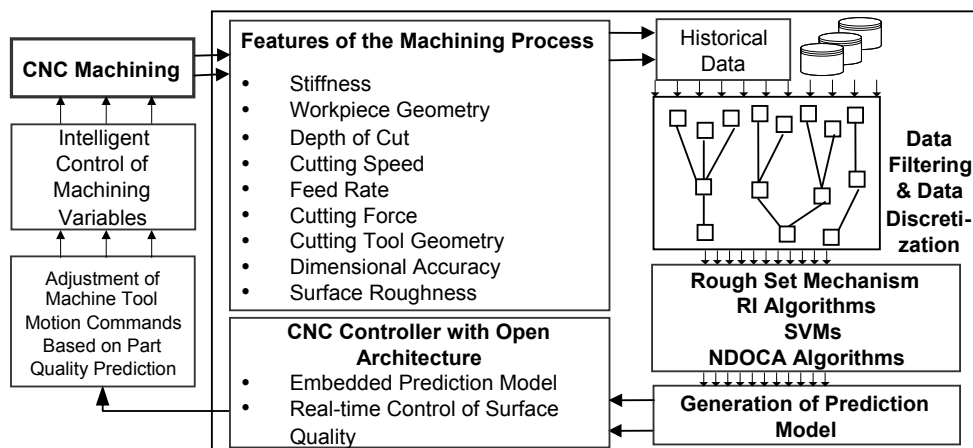 CNC Machining
Intelligent
Control of
Machining
Variables
Adjustment of
Machine Tool
Motion Commands
Based on Part
Quality Prediction
Features of the Machining Process
• Stiffness
• Workpiece Geometry
• Depth of Cut
• Cutting Speed
• Feed Rate
• Cutting Force
• Cutting Tool Geometry
• Dimensional Accuracy
• Surface Roughness
CNC Controller with Open
Architecture
• Embedded Prediction Model
• Real-time Control of Surface
Quality
Historical
Data
Data
Filtering
& Data
Discreti-
zation
Rough Set Mechanism
RI Algorithms
SVMs
NDOCA Algorithms
Generation of Prediction
Model